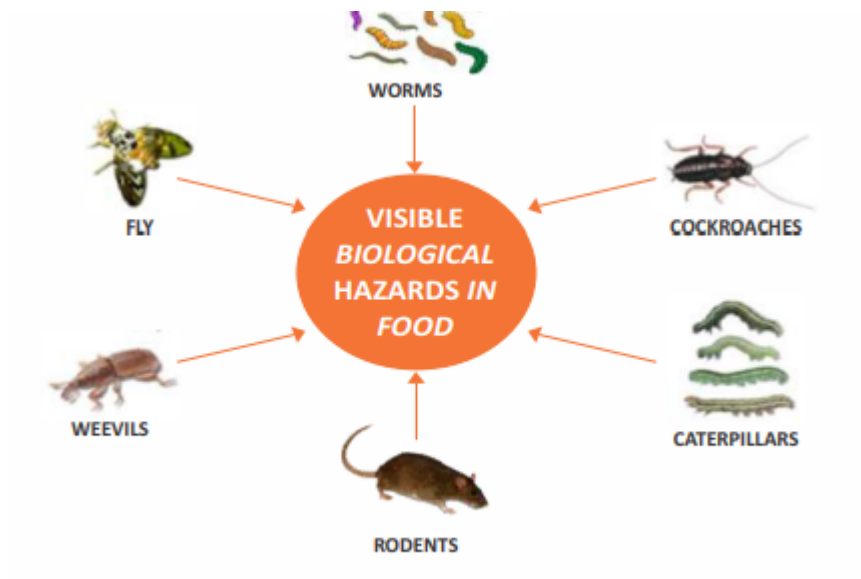 WORMS
FLY
COCKROACHES
VISIBLE
BIOLOGICAL
HAZARDS IN
FOOD
WEEVILS
CATERPILLARS
RODENTS